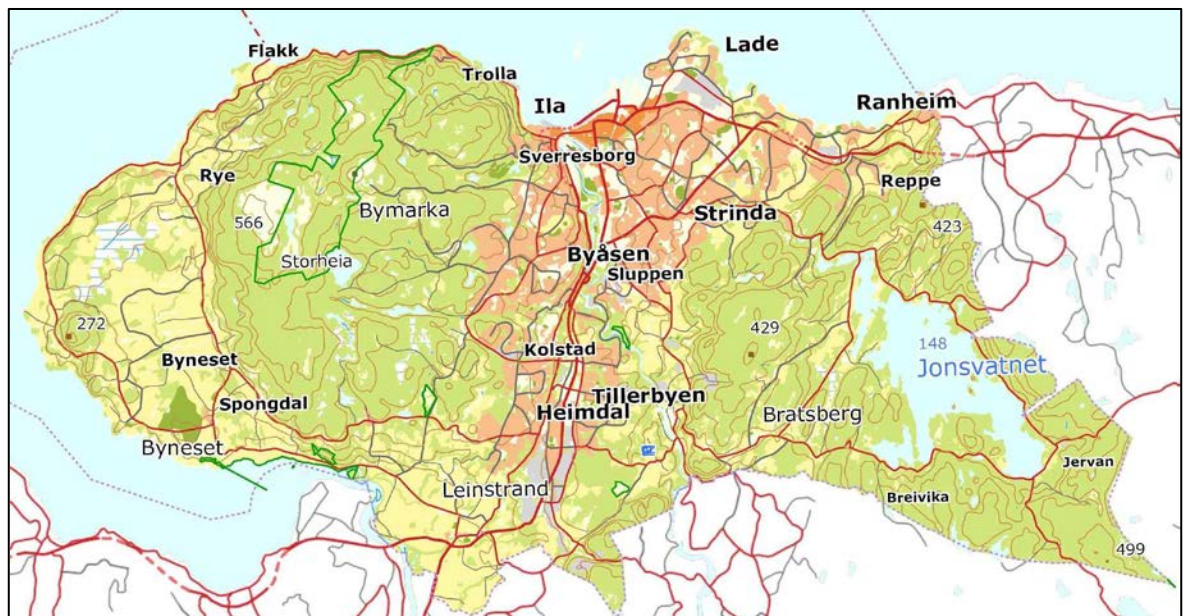 Flakk
Lade
Trolla
Ila
Ranheim
Sverresborg
Rye
Reppe
Bymarka
Strinda
566
423
Byåsen
Storheia
Sluppen
272
429
148
Kolstad
Byneset
Jonsvatnet
Tillerbyen
Spongdal
Heimdal
Bratsberg
Byneset
Jervan
Leinstrand
Breivika
499